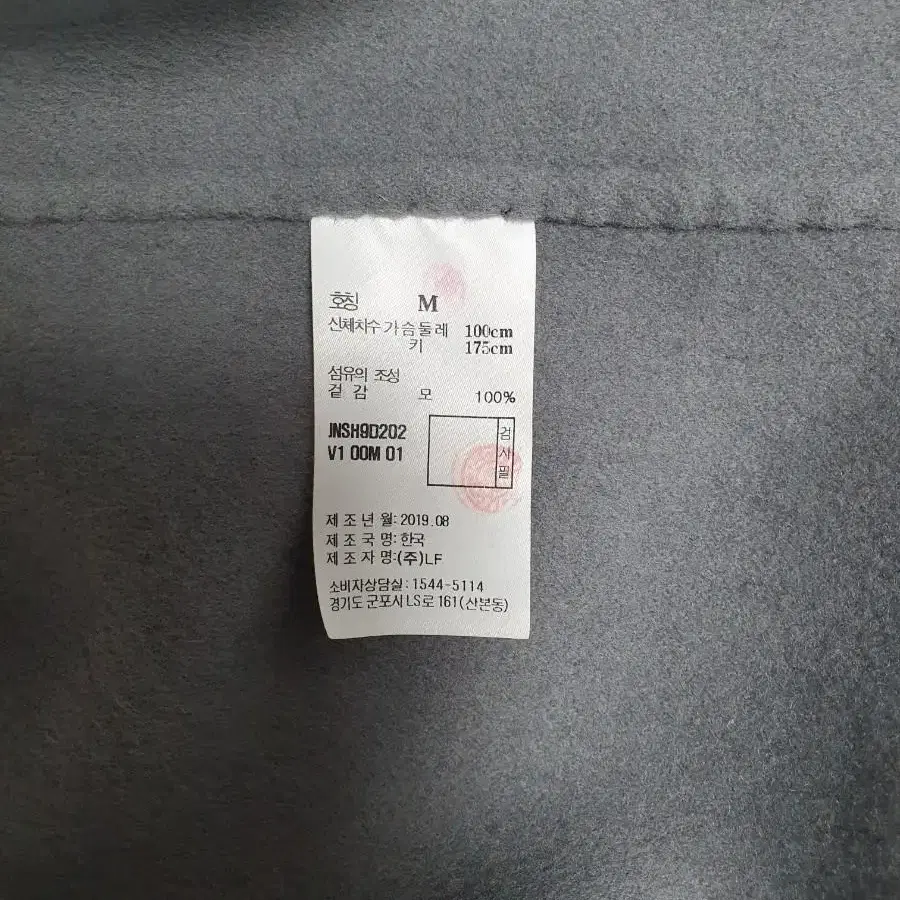 호칭 M
신체치수 가슴둘레 100cm
키 175cm
섬유의 조성
겉감 모 100%
JNSH9D202
V1 00M 01
검사필
제조년월: 2019.08
제조국명: 한국
제조자명: (주)LF
소비자상담실: 1544-5114
경기도 군포시 LS로 161(산본동)